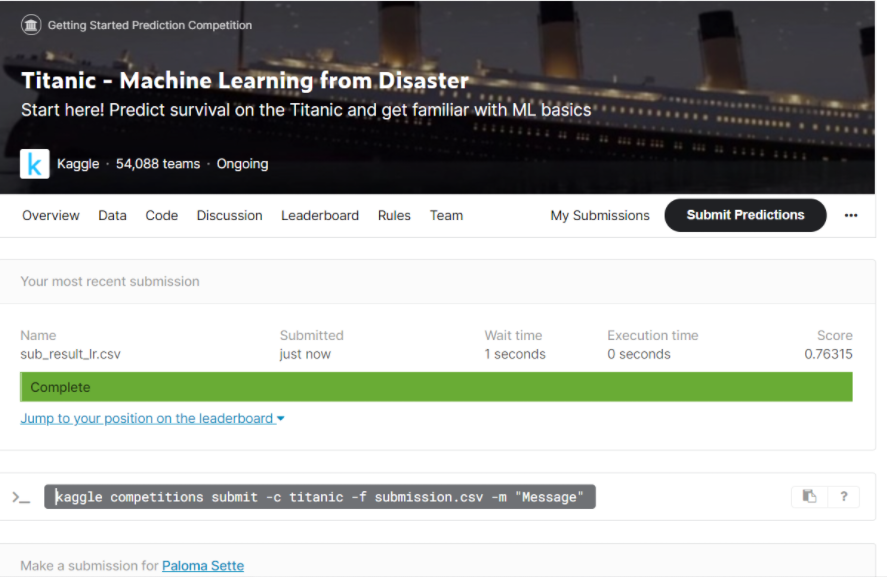 Getting Started Prediction Competition
Titanic - Machine Learning from Disaster
Start here! Predict survival on the Titanic and get familiar with ML basics
k Kaggle · 54,088 teams · Ongoing
Overview Data Code Discussion Leaderboard Rules Team My Submissions Submit Predictions ...
Your most recent submission
Name Submitted Wait time Execution time Score
sub_result_lr.csv just now 1 seconds 0 seconds 0.76315
Complete
Jump to your position on the leaderboard
>_ kaggle competitions submit -c titanic -f submission.csv -m "Message" ?
Make a submission for Paloma Sette